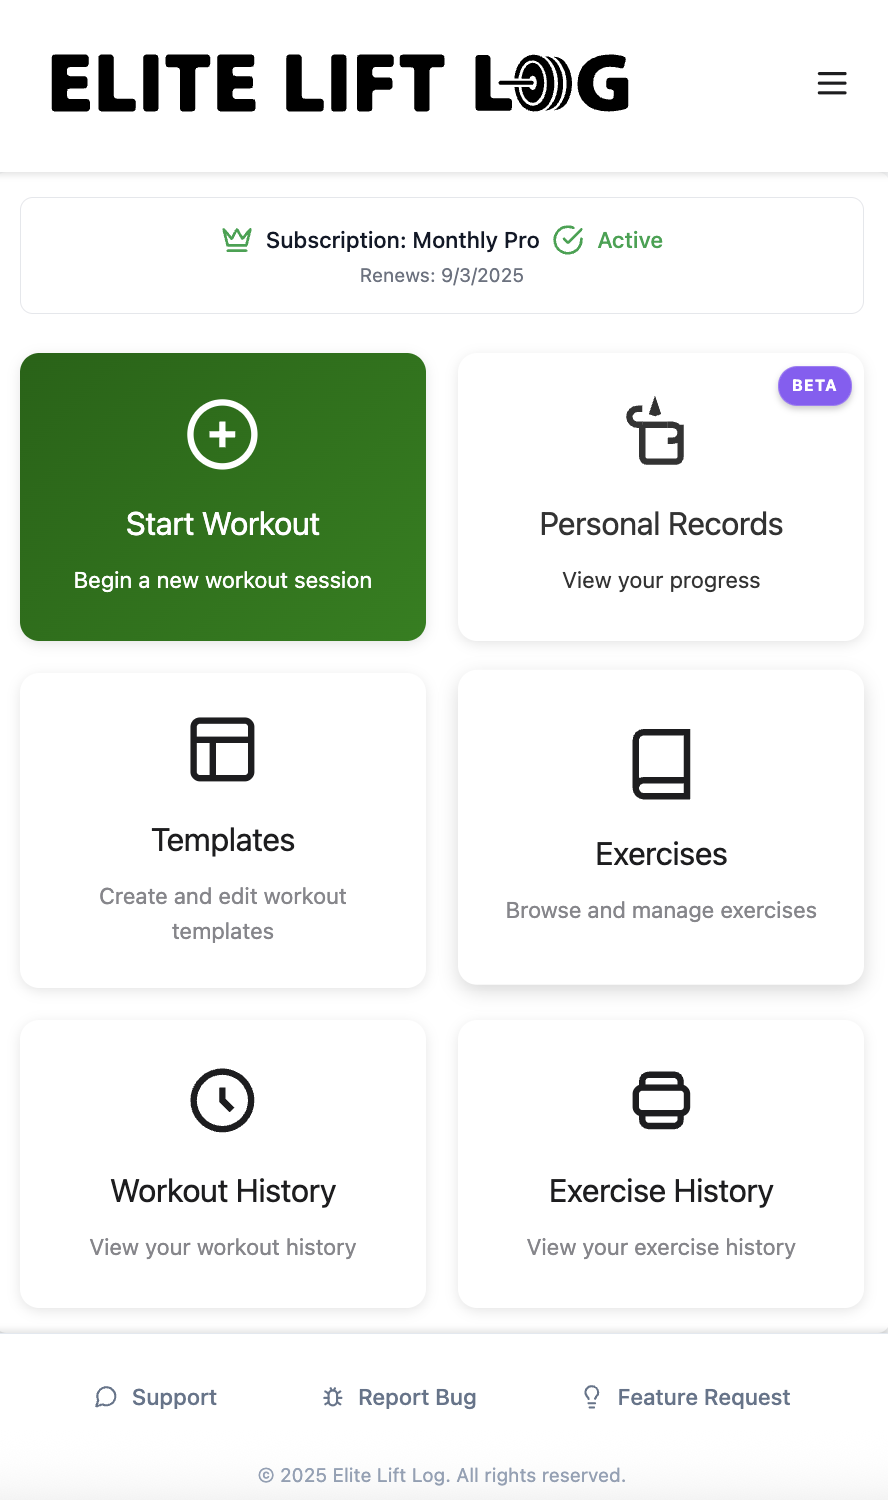 ELITE LIFT LOG
Subscription: Monthly Pro Active
Renews: 9/3/2025
Start Workout
Begin a new workout session
BETA
Personal Records
View your progress
Templates
Create and edit workout
templates
Exercises
Browse and manage exercises
Workout History
View your workout history
Exercise History
View your exercise history
Support
Report Bug
Feature Request
© 2025 Elite Lift Log. All rights reserved.